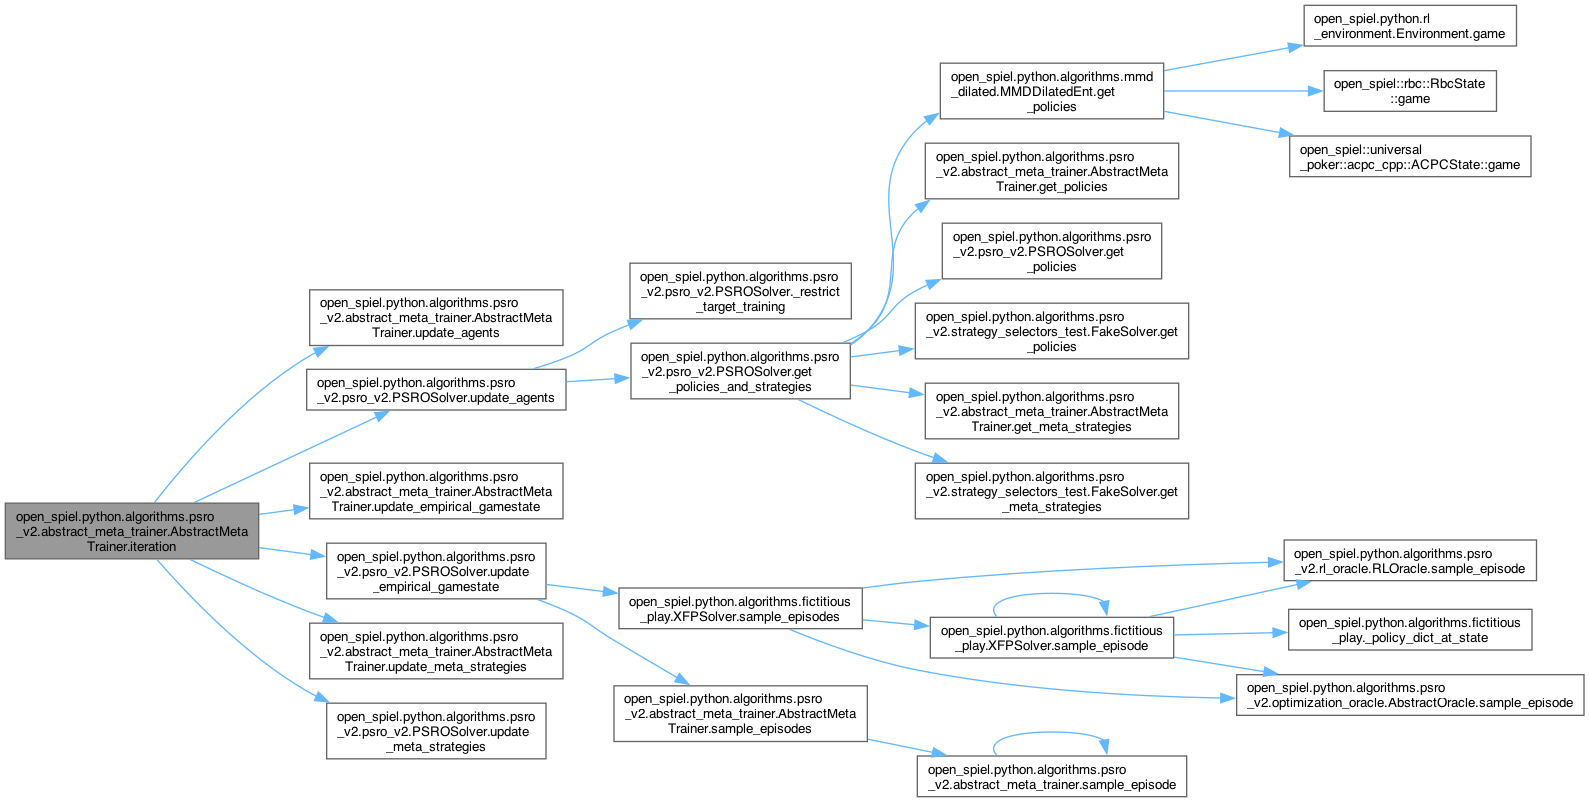 open_spiel.python.algorithms.psro
_v2.abstract_meta_trainer.AbstractMeta
Trainer.iteration
open_spiel.python.algorithms.psro
_v2.abstract_meta_trainer.AbstractMeta
Trainer.update_agents
open_spiel.python.algorithms.psro
_v2.psro_v2.PSROSolver.update_agents
open_spiel.python.algorithms.psro
_v2.abstract_meta_trainer.AbstractMeta
Trainer.update_empirical_gamestate
open_spiel.python.algorithms.psro
_v2.psro_v2.PSROSolver.update
_empirical_gamestate
open_spiel.python.algorithms.psro
_v2.abstract_meta_trainer.AbstractMeta
Trainer.update_meta_strategies
open_spiel.python.algorithms.psro
_v2.psro_v2.PSROSolver.update
_meta_strategies
open_spiel.python.algorithms.psro
_v2.psro_v2.PSROSolver._restrict
_target_training
open_spiel.python.algorithms.psro
_v2.psro_v2.PSROSolver.get
_policies_and_strategies
open_spiel.python.algorithms.fictitious
_play.XFPSolver.sample_episodes
open_spiel.python.algorithms.psro
_v2.abstract_meta_trainer.AbstractMeta
Trainer.sample_episodes
open_spiel.python.algorithms.mmd
_dilated.MMDDilatedEnt.get
_policies
open_spiel.python.algorithms.psro
_v2.abstract_meta_trainer.AbstractMeta
Trainer.get_policies
open_spiel.python.algorithms.psro
_v2.psro_v2.PSROSolver.get
_policies
open_spiel.python.algorithms.psro
_v2.strategy_selectors_test.FakeSolver.get
_policies
open_spiel.python.algorithms.psro
_v2.abstract_meta_trainer.AbstractMeta
Trainer.get_meta_strategies
open_spiel.python.algorithms.psro
_v2.strategy_selectors_test.FakeSolver.get
_meta_strategies
open_spiel.python.algorithms.fictitious
_play.XFPSolver.sample_episode
open_spiel.python.algorithms.psro
_v2.abstract_meta_trainer.sample_episode
open_spiel.python.rl
_environment.Environment.game
open_spiel::rbc::RbcState
::game
open_spiel::universal
_poker::acpc_cpp::ACPCState::game
open_spiel.python.algorithms.psro
_v2.rl_oracle.RLOracle.sample_episode
open_spiel.python.algorithms.fictitious
_play._policy_dict_at_state
open_spiel.python.algorithms.psro
_v2.optimization_oracle.AbstractOracle.sample_episode